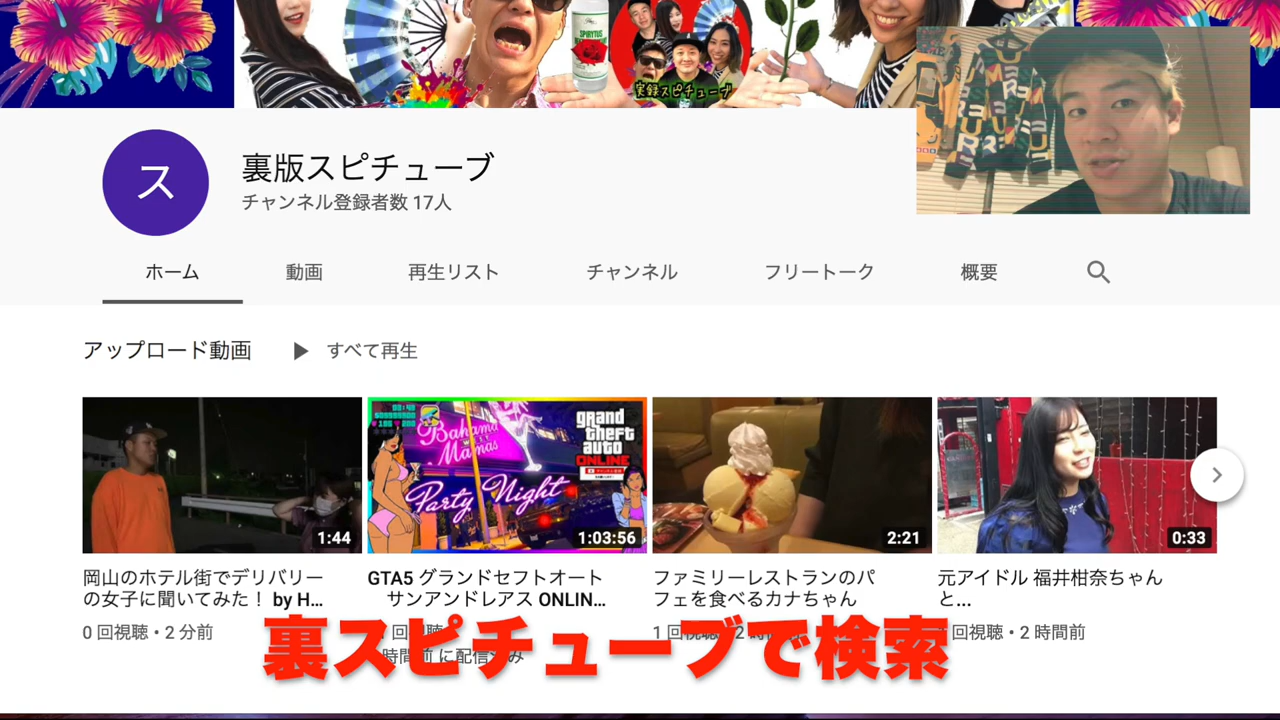 SPIRYTUS
実録スピチューブ
ス
裏版スピチューブ
チャンネル登録者数 17人
ホーム
動画
再生リスト
チャンネル
フリートーク
概要
アップロード動画
すべて再生
Bahama
Mamas
Party Night
grand
theft
auto
ONLINE
1:44
1:03:56
2:21
0:33
岡山のホテル街でデリバリー
の女子に聞いてみた！ by H...
GTA5 グランドセフトオート
サンアンドレアス ONLIN...
ファミリーレストランのパ
フェを食べるカナちゃん
元アイドル 福井柑奈ちゃん
と...
0 回視聴・2 分前
回視聴・2 時間前
裏スピチューブで検索